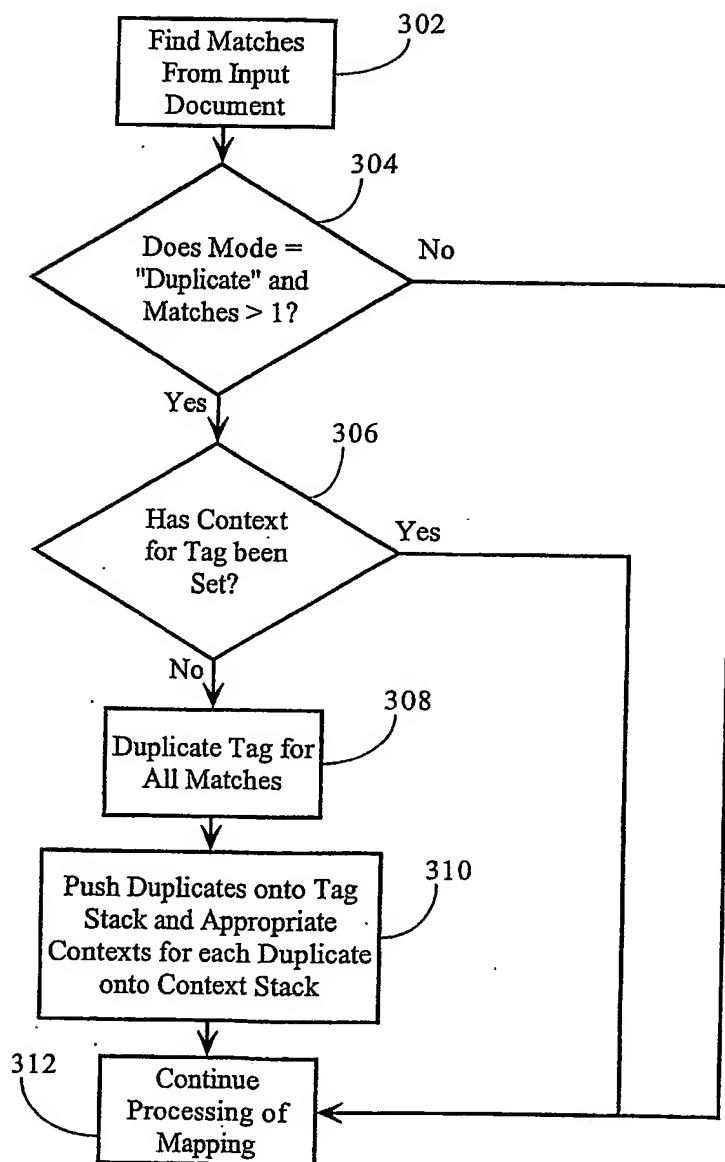 302
Find Matches
From Input
Document
304
Does Mode =
"Duplicate" and
Matches > 1?
No
Yes
306
Has Context
for Tag been
Set?
Yes
No
308
Duplicate Tag for
All Matches
310
Push Duplicates onto Tag
Stack and Appropriate
Contexts for each Duplicate
onto Context Stack
312
Continue
Processing of
Mapping